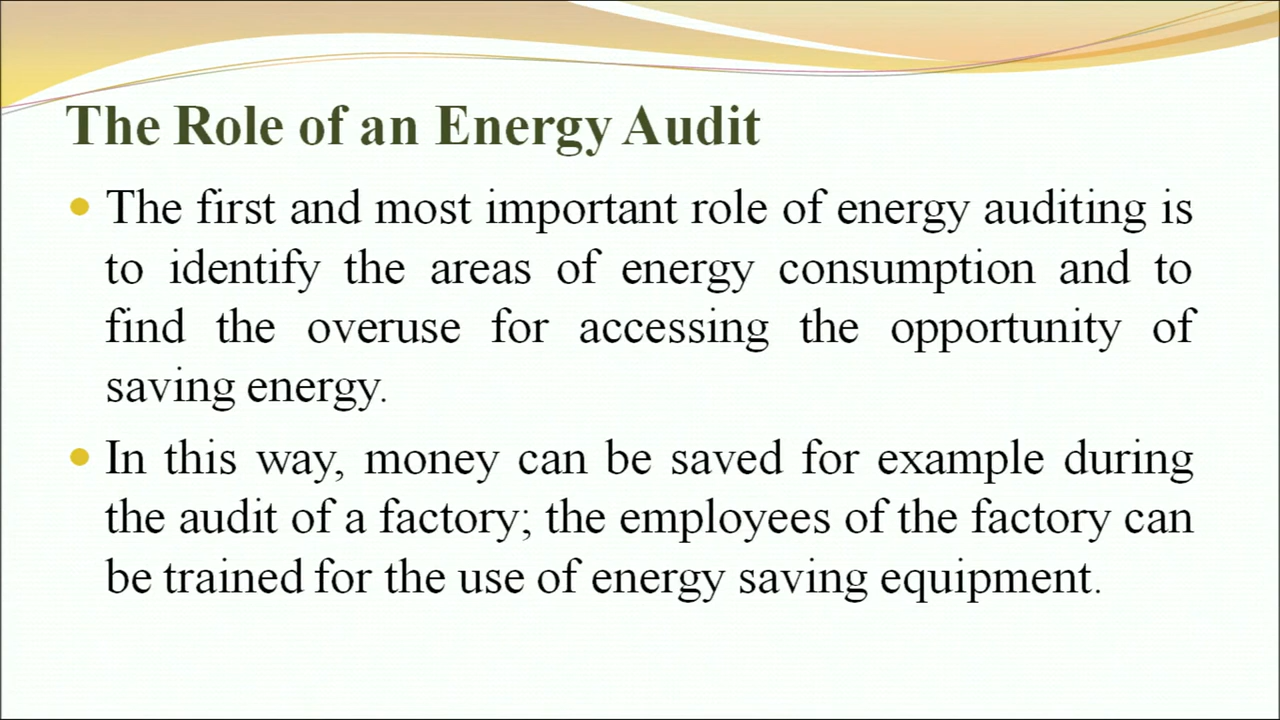 The Role of an Energy Audit
• The first and most important role of energy auditing is
to identify the areas of energy consumption and to
find the overuse for accessing the opportunity of
saving energy.
• In this way, money can be saved for example during
the audit of a factory; the employees of the factory can
be trained for the use of energy saving equipment.